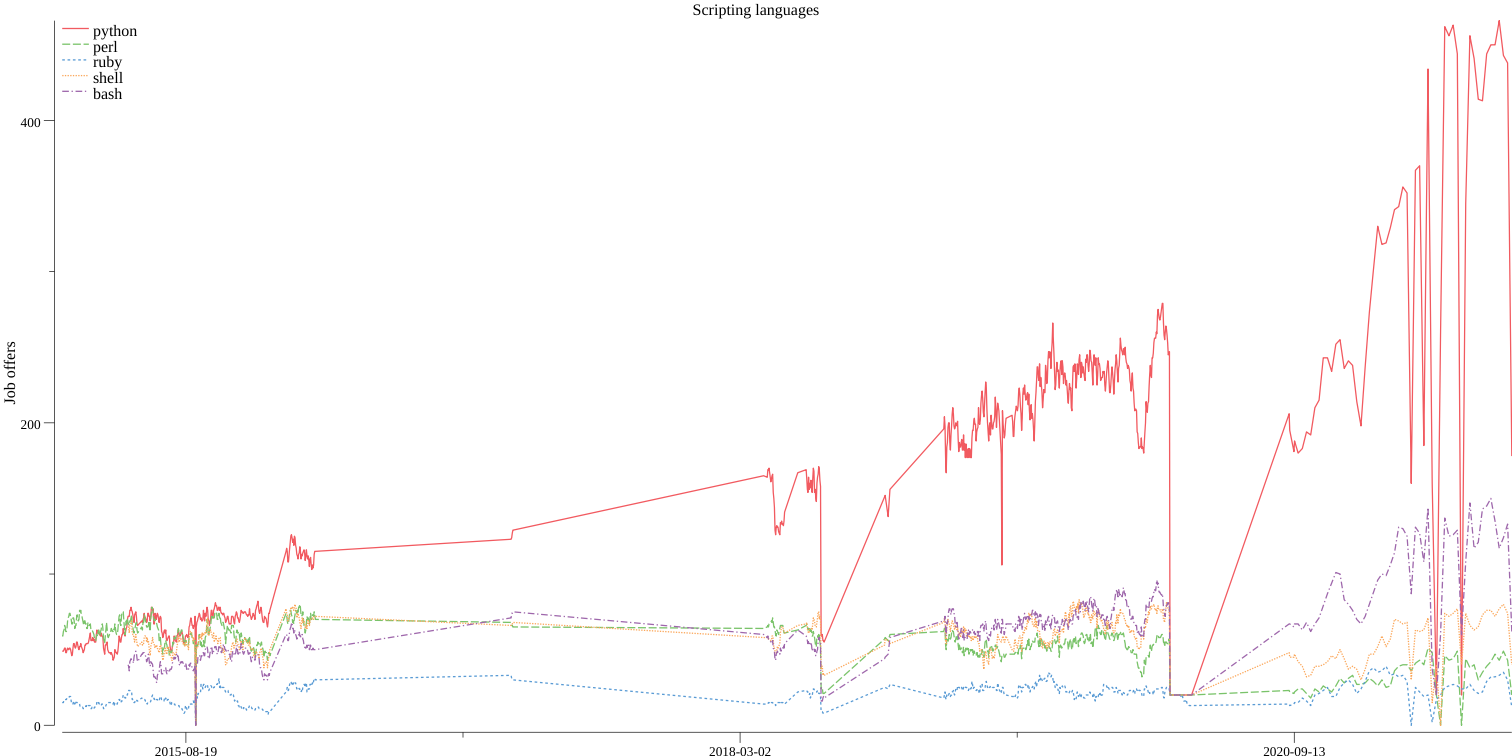 Scripting languages
python
perl
ruby
shell
bash
Job offers
400
200
0
2015-08-19
2018-03-02
2020-09-13